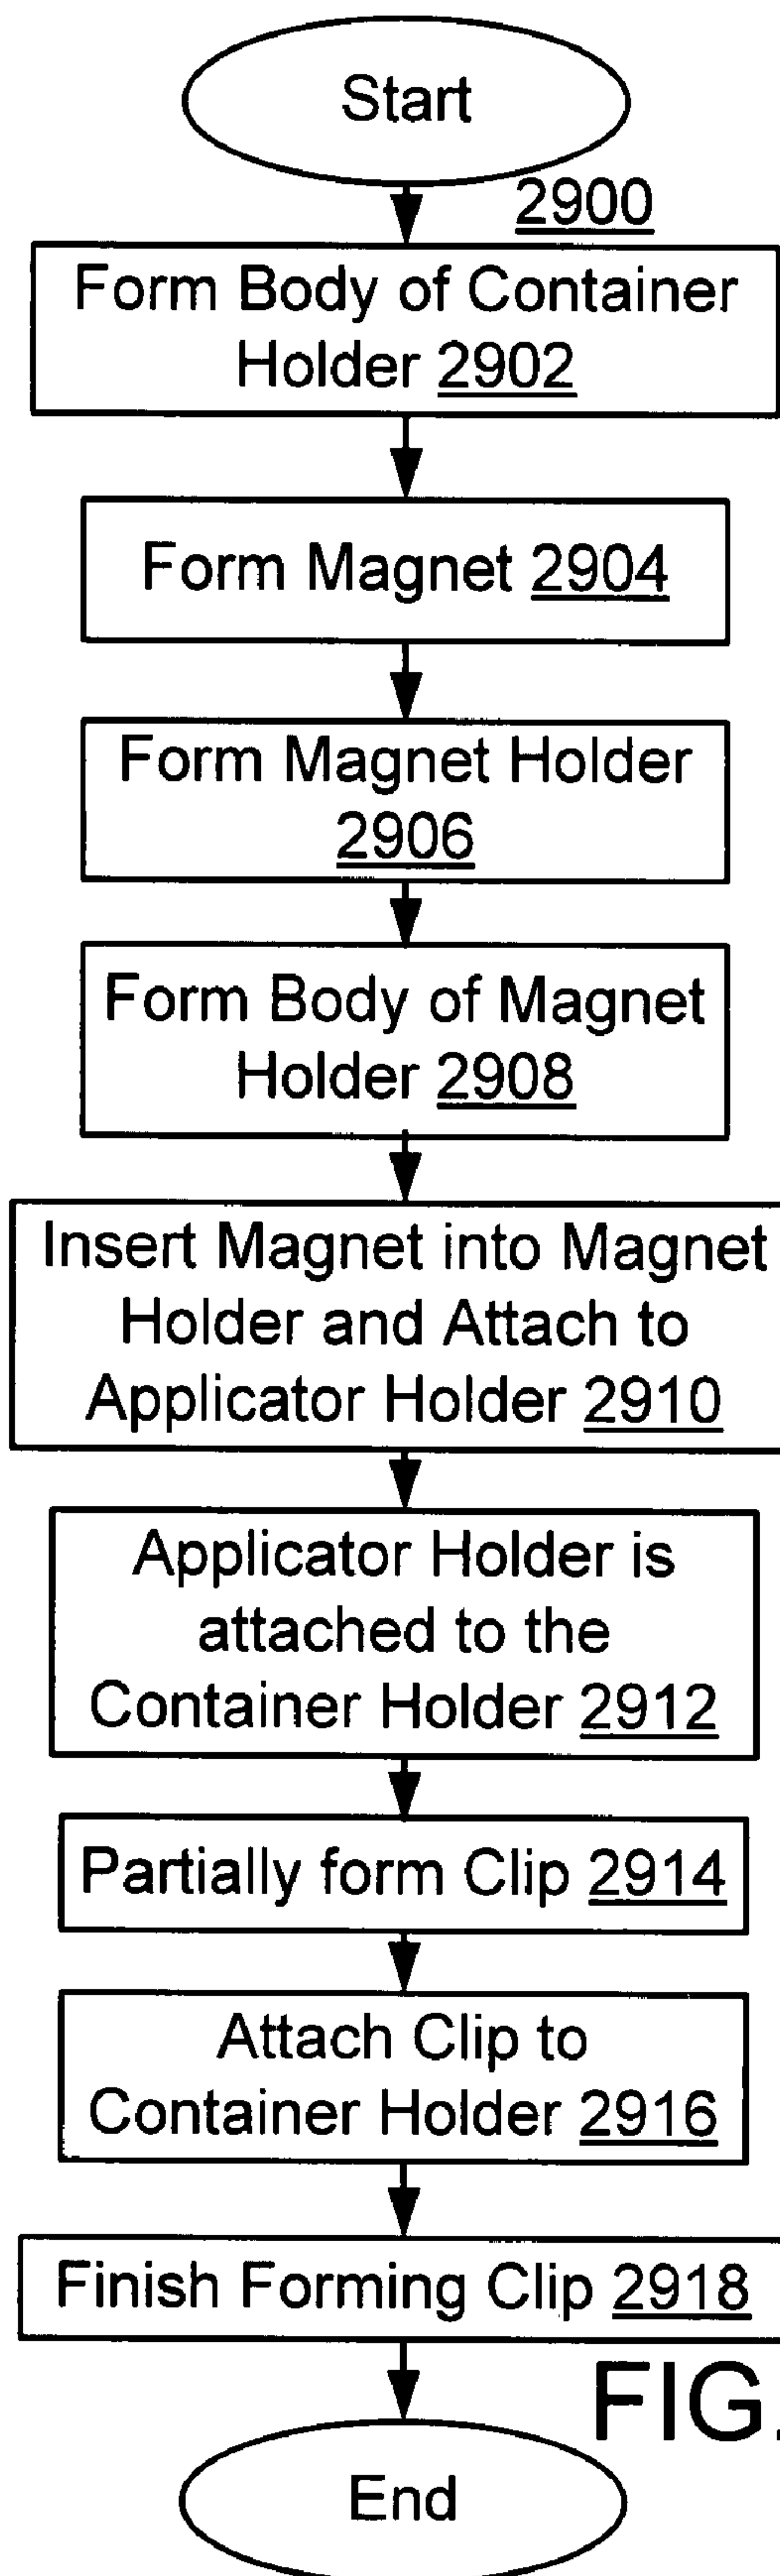 Start
2900
Form Body of Container
Holder 2902
Form Magnet 2904
Form Magnet Holder
2906
Form Body of Magnet
Holder 2908
Insert Magnet into Magnet
Holder and Attach to
Applicator Holder 2910
Applicator Holder is
attached to the
Container Holder 2912
Partially form Clip 2914
Attach Clip to
Container Holder 2916
Finish Forming Clip 2918
FIG.
End